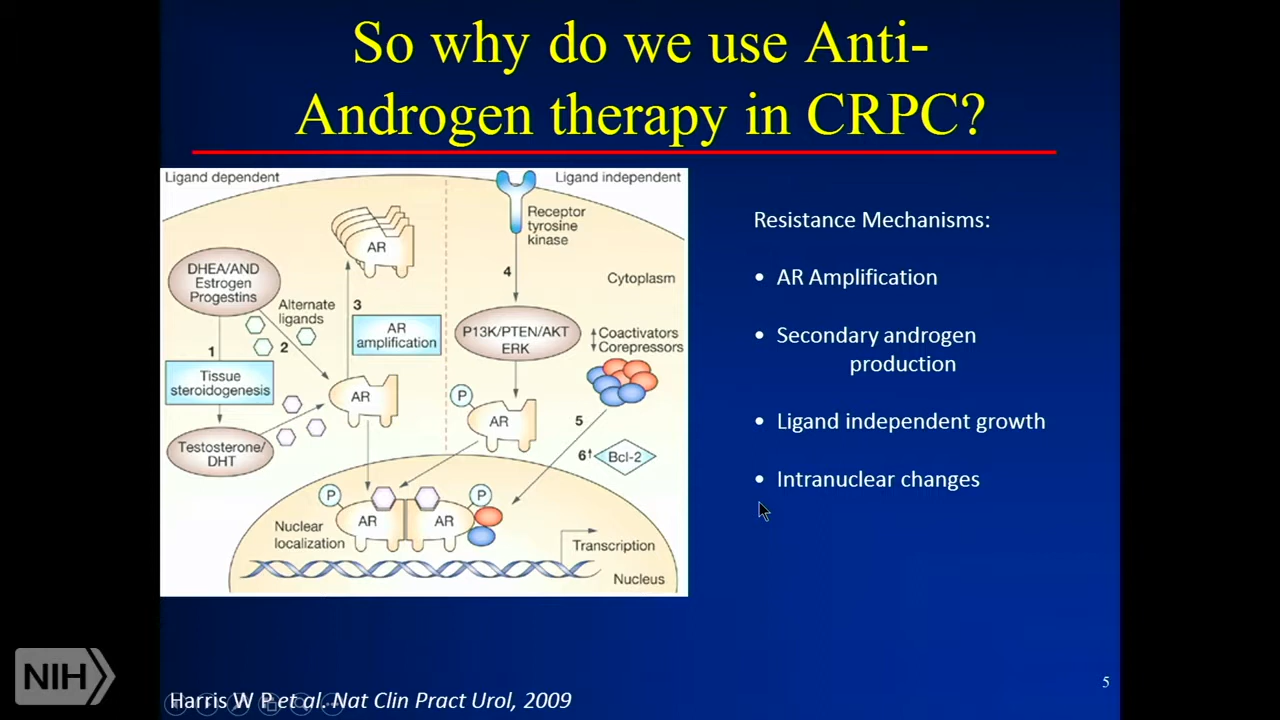 So why do we use Anti-
Androgen therapy in CRPC?
Ligand dependent
Ligand independent
AR
Receptor
tyrosine
kinase
DHEA/AND
Estrogen
Progestins
Alternate
ligands
3
4
Cytoplasm
AR
amplification
P13K/PTEN/AKT
ERK
Coactivators
Corepressors
1
2
Tissue
steroidogenesis
AR
P
AR
5
Testosterone/
DHT
6
Bcl-2
P
P
AR
AR
Nuclear
localization
Transcription
Nucleus
Resistance Mechanisms:
• AR Amplification
• Secondary androgen
production
• Ligand independent growth
• Intranuclear changes
NIH
Harris W P et al. Nat Clin Pract Urol, 2009
5